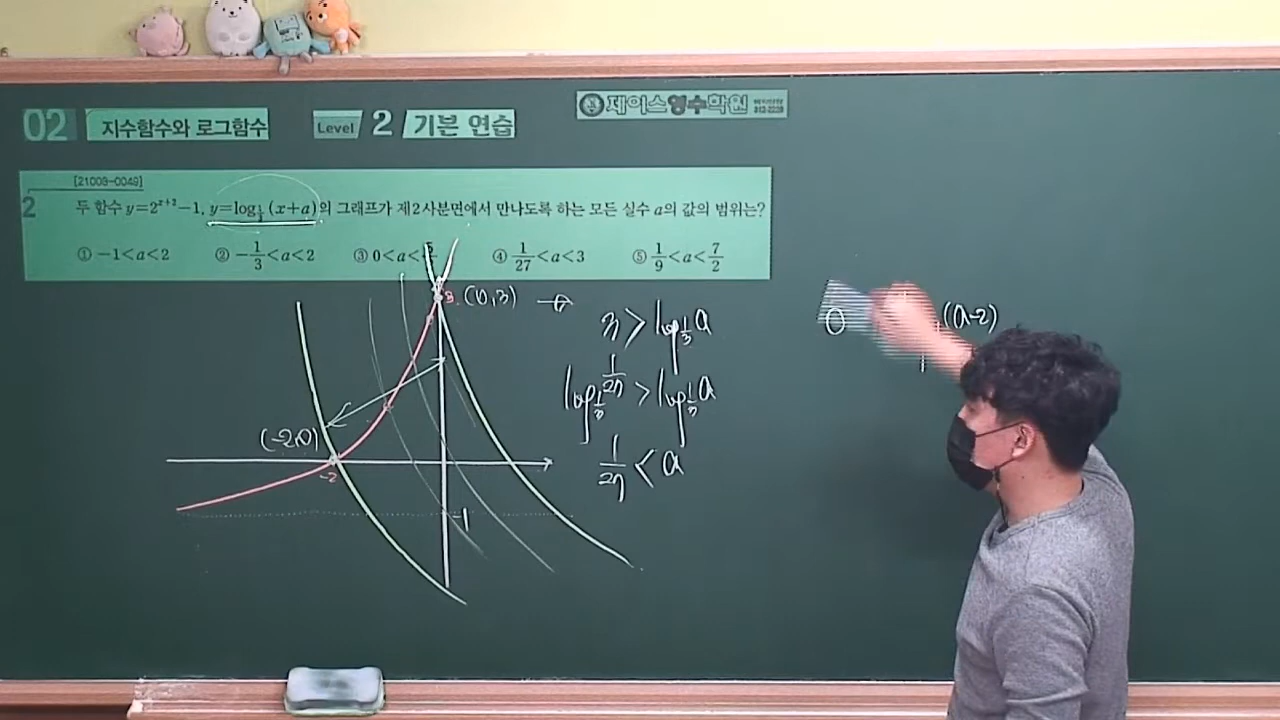 제이스영수학원
02 지수함수와 로그함수 Level 2 기본 연습
[21009-0049]
2 두 함수 y=2^{x+2}-1, y=log_{1/3}(x+a)의 그래프가 제2사분면에서 만나도록 하는 모든 실수 a의 값의 범위는?
① -1<a<2 ② -1/3<a<2 ③ 0<a< ④ 1/27<a<3 ⑤ 1/9<a<7/2
3. (0,3) →
3 > log_{1/3} a
log_{1/3} 1/27 > log_{1/3} a
1/27 < a
(-2,0)
-2
-1
0
(a-2)